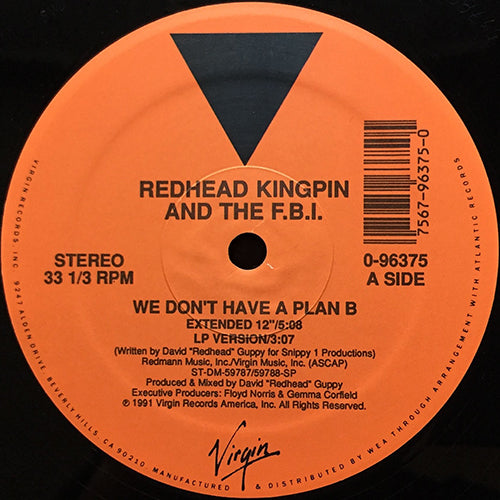 REDHEAD KINGPIN
AND THE F.B.I.
7567-96375-0
STEREO
33 1/3 RPM
0-96375
A SIDE
WE DON'T HAVE A PLAN B
EXTENDED 12"/5:08
LP VERSION/3:07
(Written by David "Redhead" Guppy for Snippy 1 Productions)
Redmann Music, Inc./Virgin Music, Inc. (ASCAP)
ST-DM-59787/59788-SP
Produced & Mixed by David "Redhead" Guppy
Executive Producers: Floyd Norris & Gemma Corfield
℗ 1991 Virgin Records America, Inc. All Rights Reserved.
Virgin
VIRGIN RECORDS, INC. 9247 ALDEN DRIVE, BEVERLY HILLS, CA 90210 MANUFACTURED & DISTRIBUTED BY WEA THROUGH ARRANGEMENT WITH ATLANTIC RECORDS